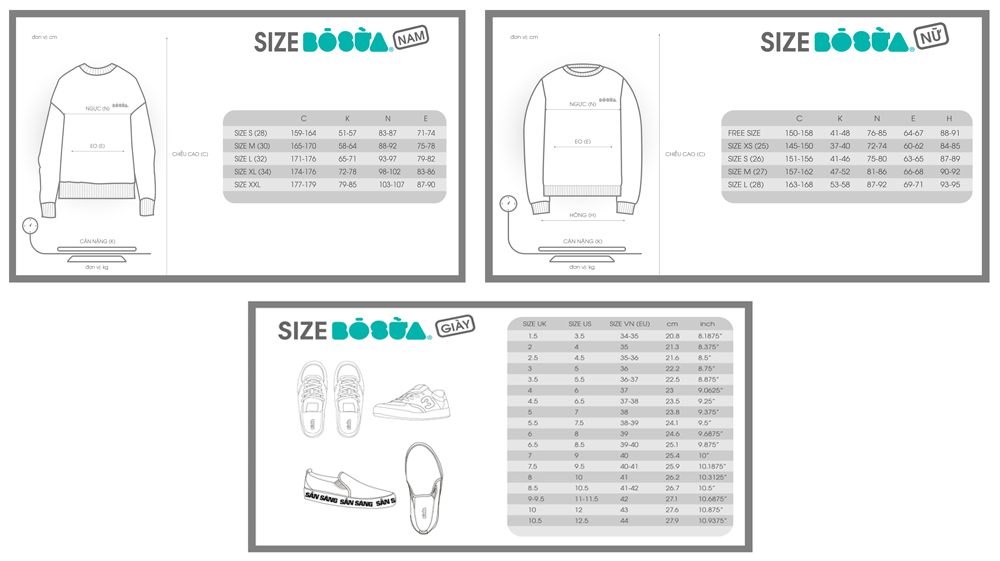 đơn vị cm
SIZE BÒSỮA® NAM
NGỰC (N) BÒSỮA.
EO (E)
CHIỀU CAO (C)
CÂN NẶNG (K)
đơn vị kg
C K N E
SIZE S (28) 159-164 51-57 83-87 71-74
SIZE M (30) 165-170 58-64 88-92 75-78
SIZE L (32) 171-176 65-71 93-97 79-82
SIZE XL (34) 174-176 72-78 98-102 83-86
SIZE XXL 177-179 79-85 103-107 87-90
đơn vị cm
SIZE BÒSỮA® NỮ
NGỰC (N) BÒSỮA.
EO (E)
CHIỀU CAO (C)
HÔNG (H)
CÂN NẶNG (K)
đơn vị kg
C K N E H
FREE SIZE 150-158 41-48 76-85 64-67 88-91
SIZE XS (25) 145-150 37-40 72-74 60-62 84-85
SIZE S (26) 151-156 41-46 75-80 63-65 87-89
SIZE M (27) 157-162 47-52 81-86 66-68 90-92
SIZE L (28) 163-168 53-58 87-92 69-71 93-95
SIZE BÒSỮA® GIÀY
3
SẴN SÀNG SẴN SÀNG SẴN S
SIZE UK SIZE US SIZE VN (EU) cm inch
1.5 3.5 34-35 20.8 8.1875"
2 4 35 21.3 8.375"
2.5 4.5 35-36 21.6 8.5"
3 5 36 22.2 8.75"
3.5 5.5 36-37 22.5 8.875"
4 6 37 23 9.0625"
4.5 6.5 37-38 23.5 9.25"
5 7 38 23.8 9.375"
5.5 7.5 38-39 24.1 9.5"
6 8 39 24.6 9.6875"
6.5 8.5 39-40 25.1 9.875"
7 9 40 25.4 10"
7.5 9.5 40-41 25.9 10.1875"
8 10 41 26.2 10.3125"
8.5 10.5 41-42 26.7 10.5"
9-9.5 11-11.5 42 27.1 10.6875"
10 12 43 27.6 10.875"
10.5 12.5 44 27.9 10.9375"